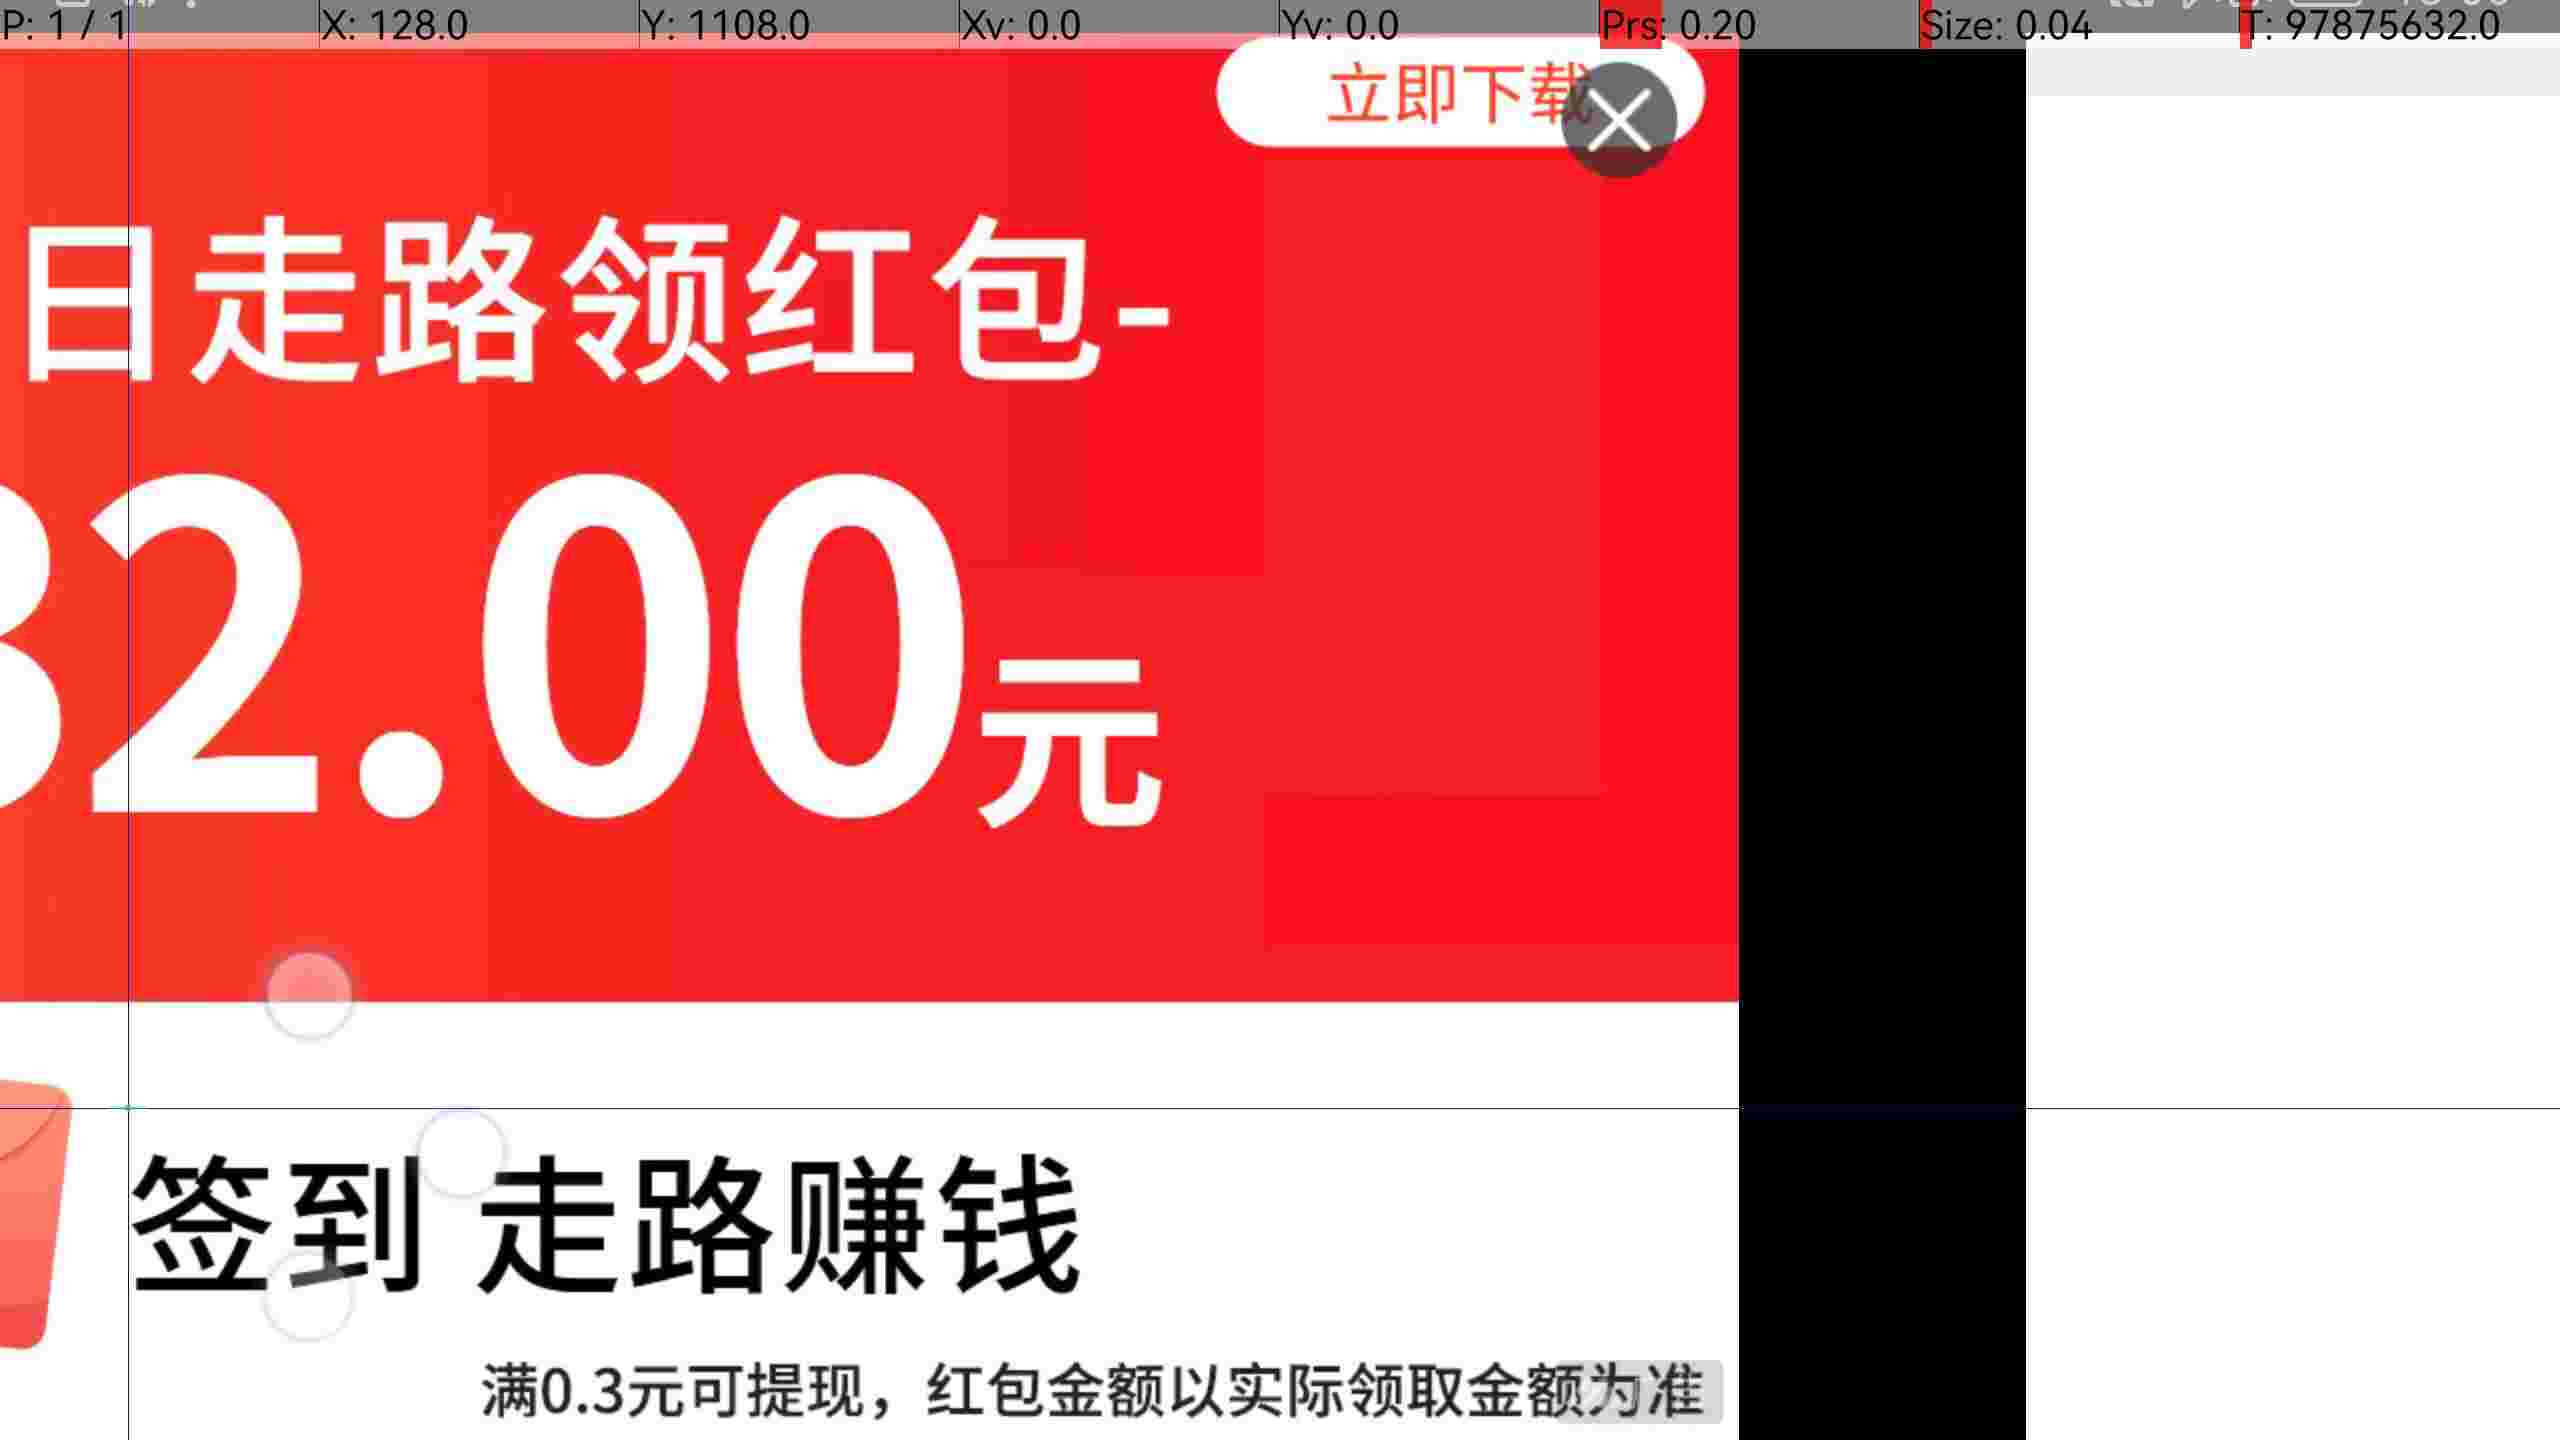 P: 1 / 1 X: 128.0 Y: 1108.0 Xv: 0.0 Yv: 0.0 Prs: 0.20 Size: 0.04 T: 97875632.0
立即下载
日走路领红包-
32.00元
签到 走路赚钱
满0.3元可提现，红包金额以实际领取金额为准